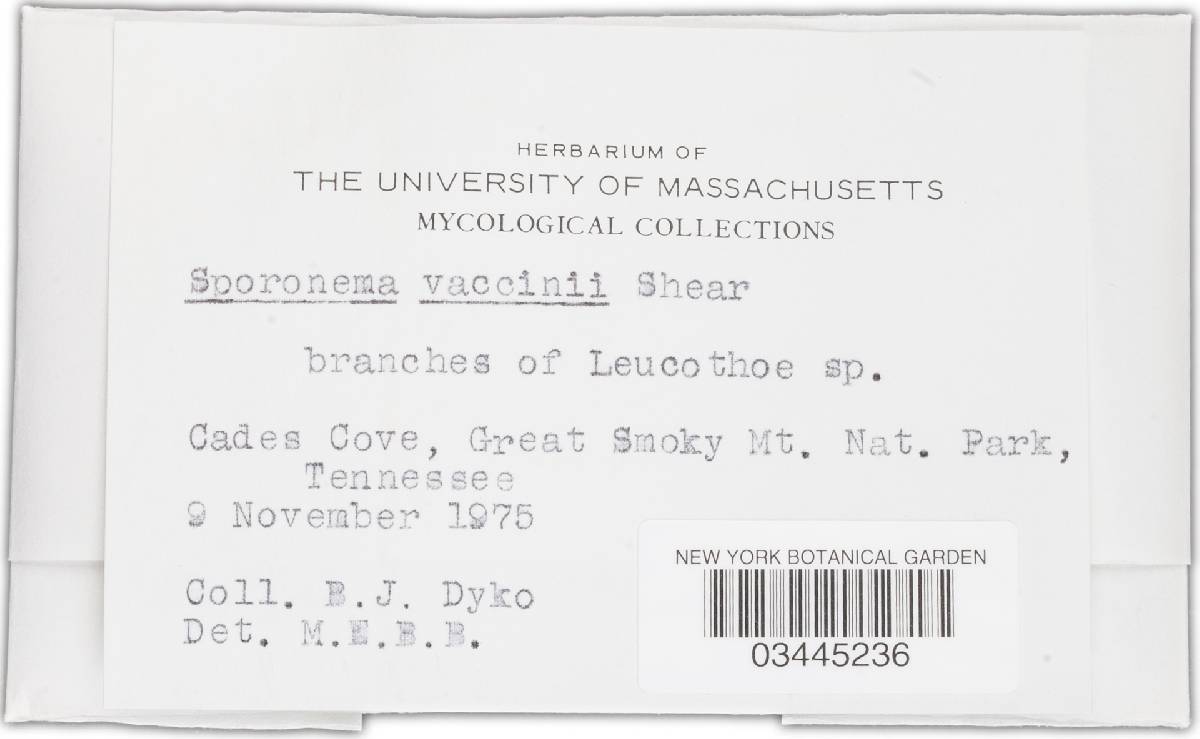 HERBARIUM OF
THE UNIVERSITY OF MASSACHUSETTS
MYCOLOGICAL COLLECTIONS
Sporonema vaccinii Shear
branches of Leucothoe sp.
Cades Cove, Great Smoky Mt. Nat. Park,
Tennessee
9 November 1975
Coll. B.J. Dyko
Det. M.E.B.B.
NEW YORK BOTANICAL GARDEN
03445236